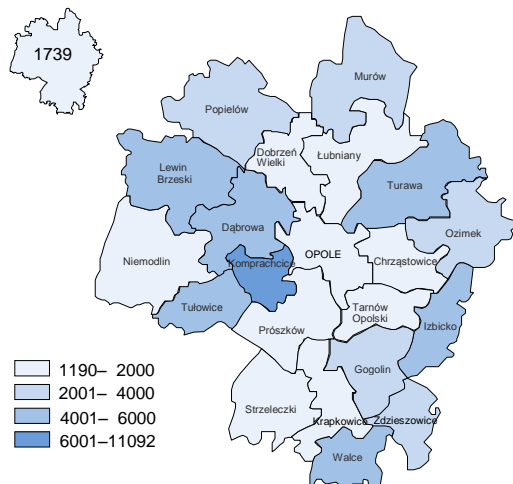 1739
Murów
Popielów
Dobrzeń
Wielki
Łubniany
Lewin
Brzeski
Turawa
Dąbrowa
Ozimek
Niemodlin
Komprachcice
OPOLE
Chrząstowice
Tułowice
Tarnów
Opolski
Izbicko
Prószków
Gogolin
Strzeleczki
Krapkowice
Zdzieszowice
Walce
1190– 2000
2001– 4000
4001– 6000
6001–11092